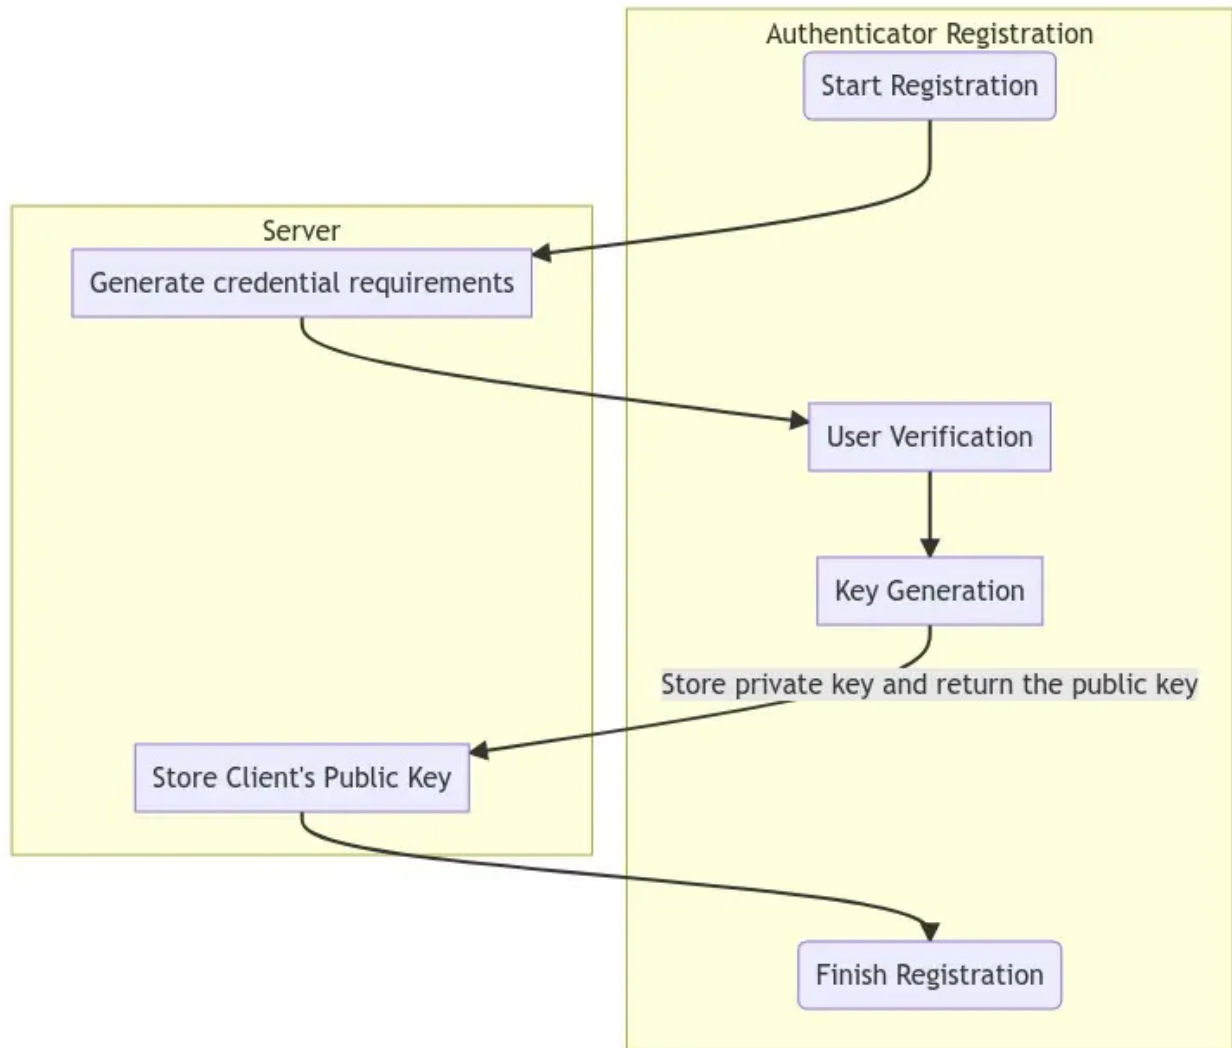 Authenticator Registration
Start Registration
Server
Generate credential requirements
User Verification
Key Generation
Store private key and return the public key
Store Client's Public Key
Finish Registration